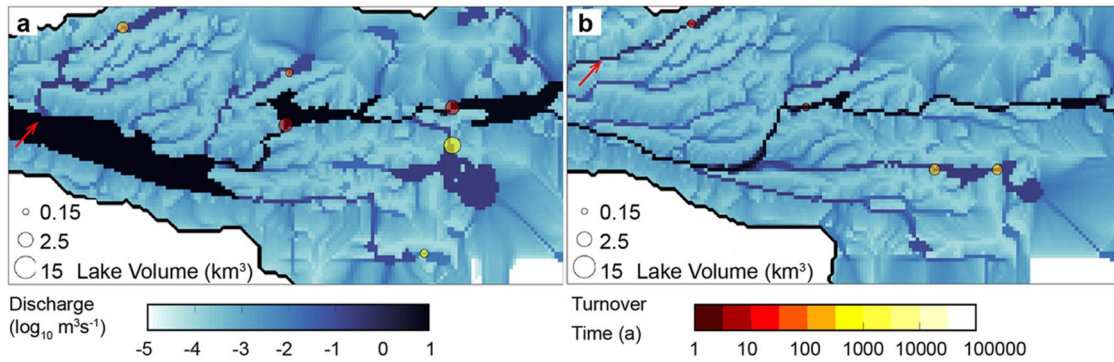 a
b
0.15
2.5
15 Lake Volume (km³)
0.15
2.5
15 Lake Volume (km³)
Discharge
(log₁₀ m³s⁻¹)
-5 -4 -3 -2 -1 0 1
Turnover
Time (a)
1 10 100 1000 10000 100000